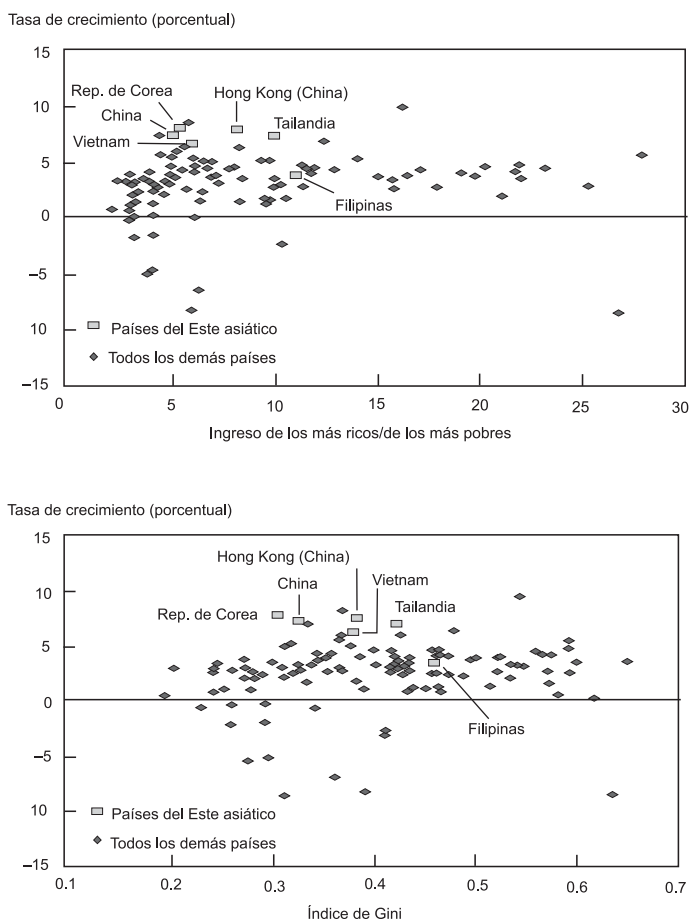 Tasa de crecimiento (porcentual)
15
10
5
0
–5
10
–15
Rep. de Corea
Hong Kong (China)
China
Tailandia
Vietnam
Filipinas
Países del Este asiático
Todos los demás países
0 5 10 15 20 25 30
Ingreso de los más ricos/de los más pobres
Tasa de crecimiento (porcentual)
15
10
5
0
–5
10
–15
Hong Kong (China)
China
Vietnam
Rep. de Corea
Tailandia
Filipinas
Países del Este asiático
Todos los demás países
0.1 0.2 0.3 0.4 0.5 0.6 0.7
Índice de Gini